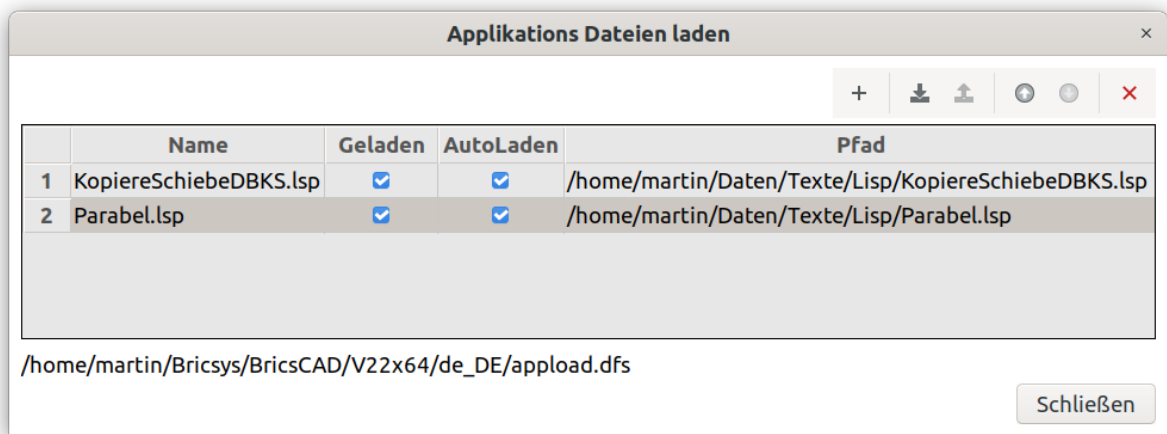 Applikations Dateien laden
Name Geladen AutoLaden Pfad
1 KopiereSchiebeDBKS.lsp /home/martin/Daten/Texte/Lisp/KopiereSchiebeDBKS.lsp
2 Parabel.lsp /home/martin/Daten/Texte/Lisp/Parabel.lsp
/home/martin/Bricsys/BricsCAD/V22x64/de_DE/appload.dfs
Schließen